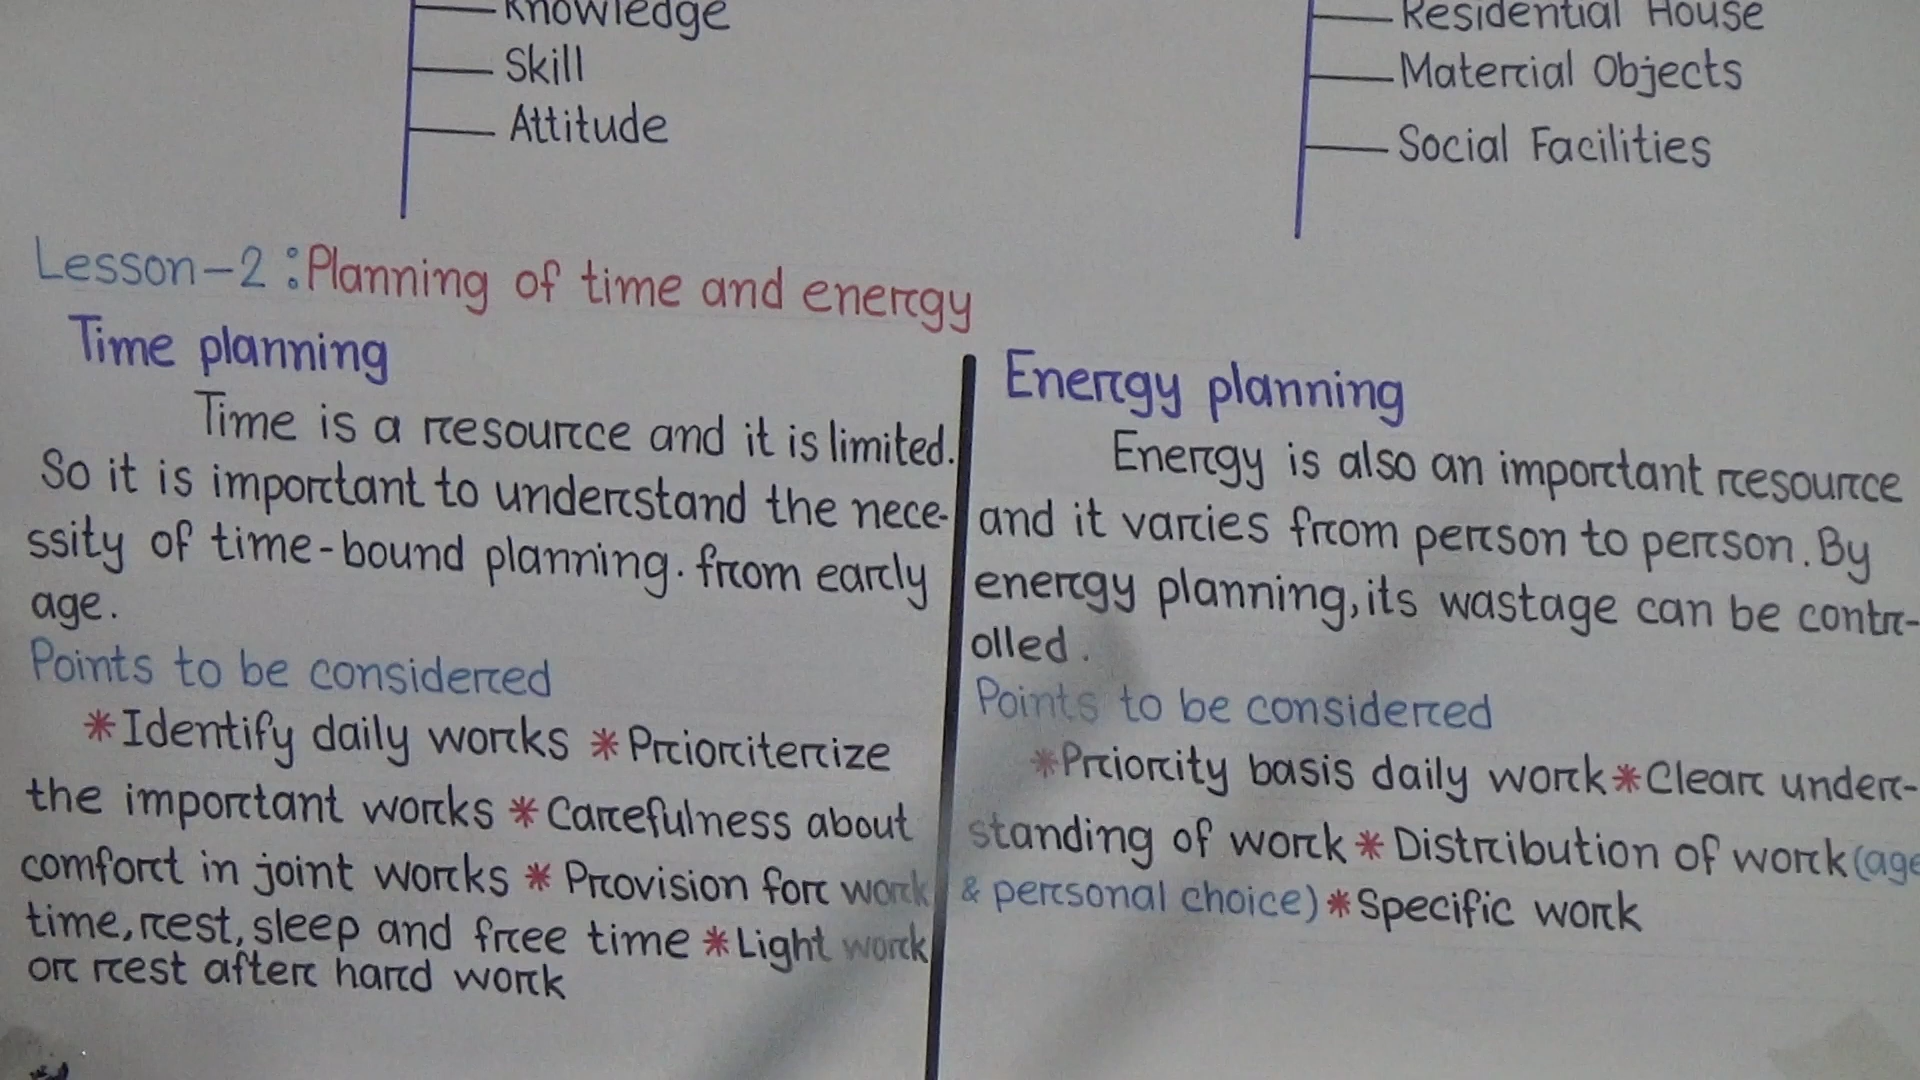 Knowledge
Skill
Attitude
Residential House
Material Objects
Social Facilities
Lesson-2 : Planning of time and energy
Time planning
Time is a resource and it is limited.
So it is important to understand the nece-
ssity of time-bound planning. from early
age.
Points to be considered
*Identify daily works *Prioriterize
the important works *Carefulness about
comfort in joint works *Provision for work
time, rest, sleep and free time *Light work
or rest after hard work
Energy planning
Energy is also an important resource
and it varies from person to person. By
energy planning, its wastage can be contr-
olled.
Points to be considered
*Priority basis daily work *Clear under-
standing of work *Distribution of work (age
& personal choice) *Specific work